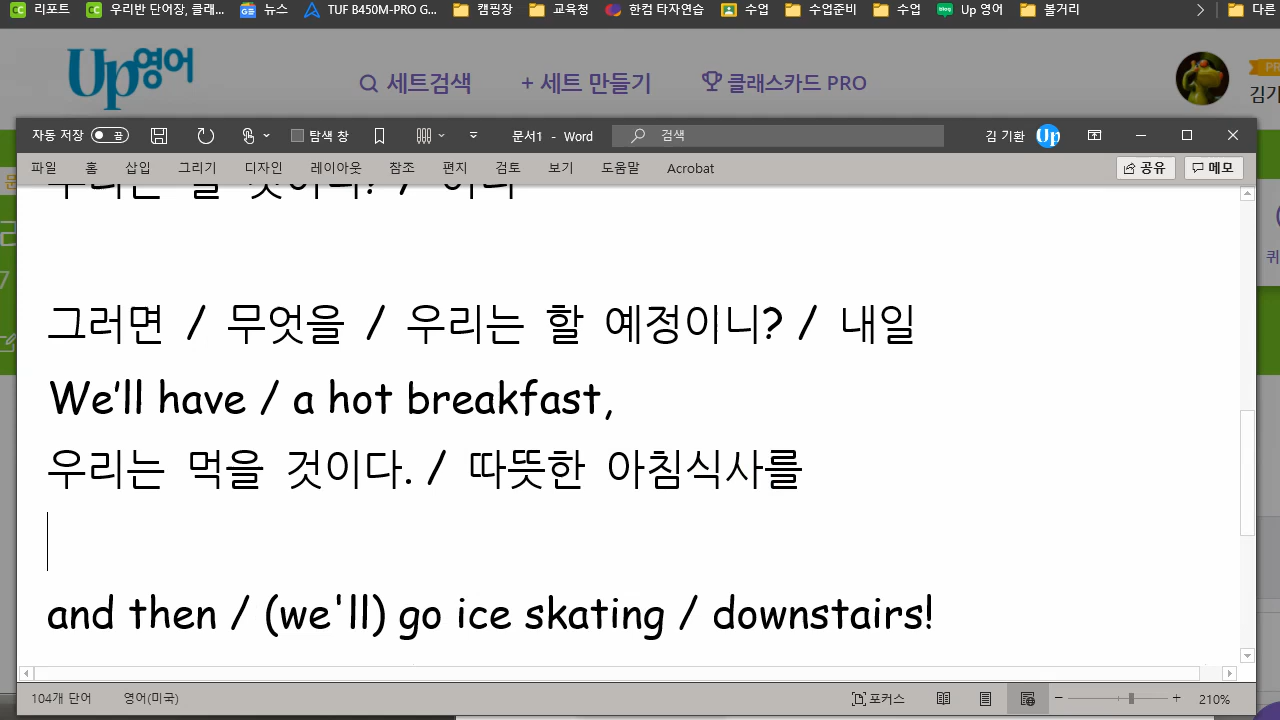 리포트 우리반 단어장, 클래... 뉴스 TUF B450M-PRO G... 캠핑장 교육청 한컴 타자연습 수업 수업준비 수업 Up 영어 볼거리 다른
Up영어 세트검색 + 세트 만들기 클래스카드 PRO
김기
자동 저장 끔 탐색 창 문서1 - Word 검색 김 기환 Up
파일 홈 삽입 그리기 디자인 레이아웃 참조 편지 검토 보기 도움말 Acrobat 공유 메모
그러면 / 무엇을 / 우리는 할 예정이니? / 내일
We'll have / a hot breakfast,
우리는 먹을 것이다. / 따뜻한 아침식사를
and then / (we'll) go ice skating / downstairs!
104개 단어 영어(미국) 포커스 210%